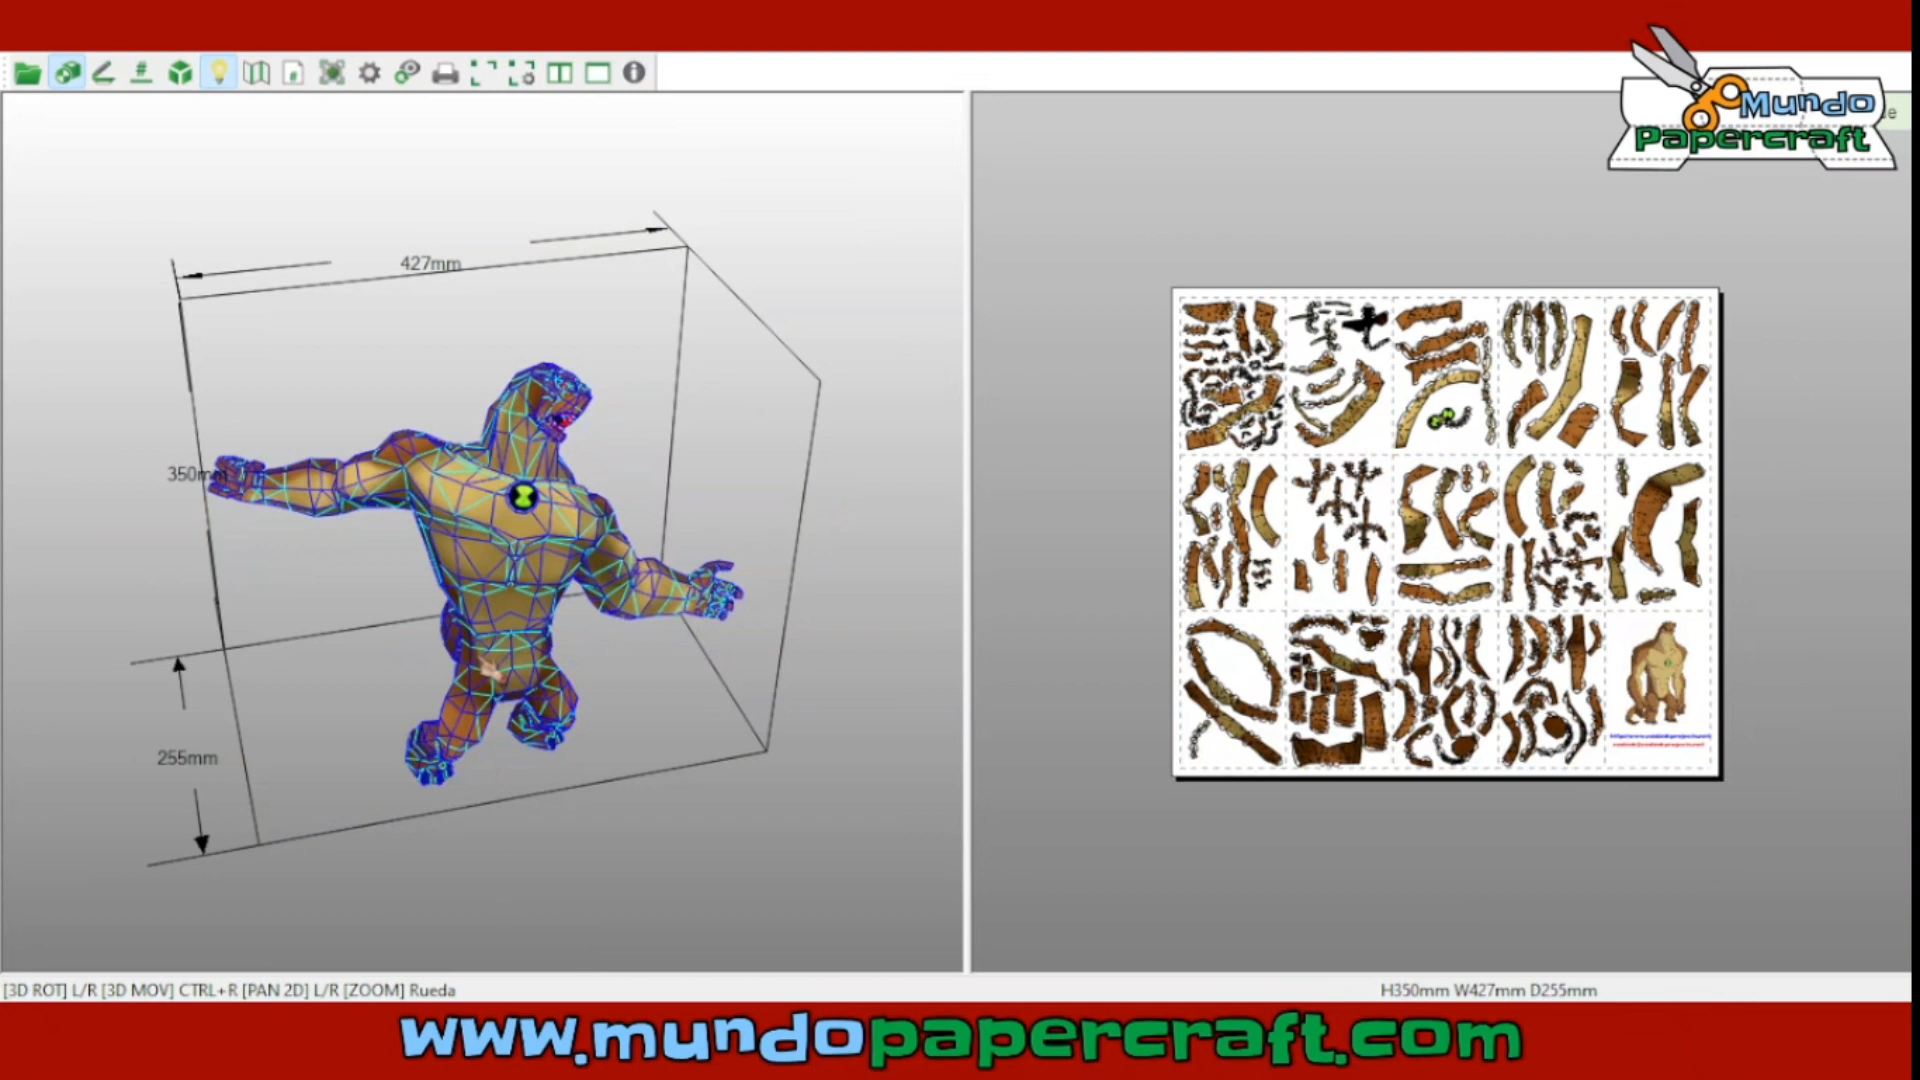 Mundo
Papercraft
427mm
350mm
255mm
[3D ROT] L/R [3D MOV] CTRL+R [PAN 2D] L/R [ZOOM] Rueda
H350mm W427mm D255mm
www.mundopapercraft.com